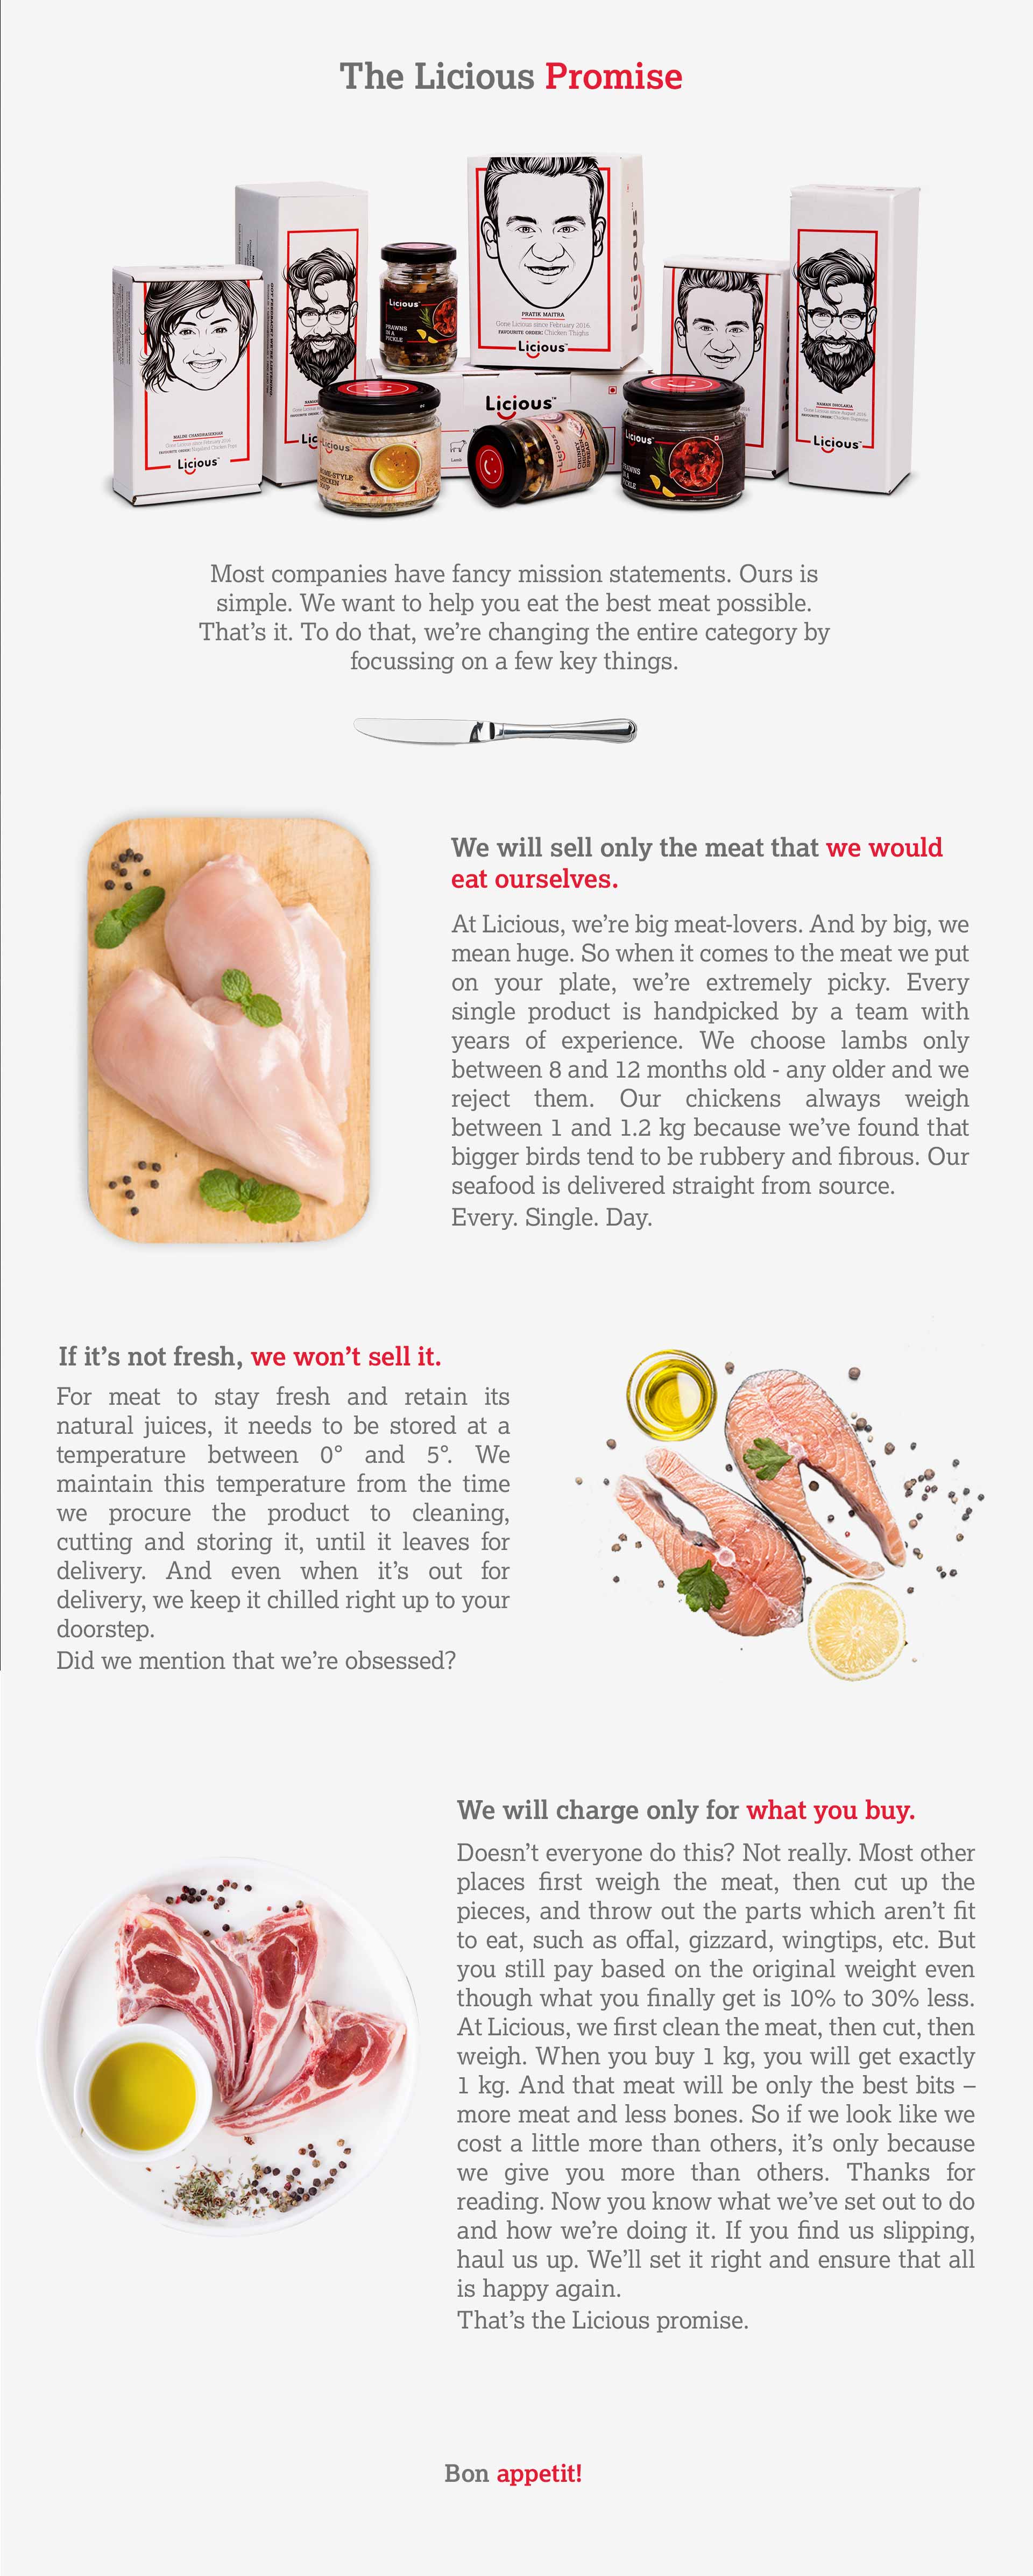 The Licious Promise
Licious
PRAWNS
IN A
PICKLE
PRATIK MAITRA
Gone Licious since February 2016
FAVOURITE ORDER: Chicken Thighs
Licious™
Licious
MALINI CHANDRASEKHAR
Gone Licious since February 2016
Licious™
NAMAN DHOLAKIA
Gone Licious since August 2016
FAVOURITE ORDER: Chicken Supreme
Licious™
Licious™
Lamb
Licious
Licious
CHICKEN
Licious
PICKLE
Most companies have fancy mission statements. Ours is
simple. We want to help you eat the best meat possible.
That’s it. To do that, we’re changing the entire category by
focussing on a few key things.
We will sell only the meat that we would
eat ourselves.
At Licious, we’re big meat-lovers. And by big, we
mean huge. So when it comes to the meat we put
on your plate, we’re extremely picky. Every
single product is handpicked by a team with
years of experience. We choose lambs only
between 8 and 12 months old - any older and we
reject them. Our chickens always weigh
between 1 and 1.2 kg because we’ve found that
bigger birds tend to be rubbery and fibrous. Our
seafood is delivered straight from source.
Every. Single. Day.
If it’s not fresh, we won’t sell it.
For meat to stay fresh and retain its
natural juices, it needs to be stored at a
temperature between 0° and 5°. We
maintain this temperature from the time
we procure the product to cleaning,
cutting and storing it, until it leaves for
delivery. And even when it’s out for
delivery, we keep it chilled right up to your
doorstep.
Did we mention that we’re obsessed?
We will charge only for what you buy.
Doesn’t everyone do this? Not really. Most other
places first weigh the meat, then cut up the
pieces, and throw out the parts which aren’t fit
to eat, such as offal, gizzard, wingtips, etc. But
you still pay based on the original weight even
though what you finally get is 10% to 30% less.
At Licious, we first clean the meat, then cut, then
weigh. When you buy 1 kg, you will get exactly
1 kg. And that meat will be only the best bits –
more meat and less bones. So if we look like we
cost a little more than others, it’s only because
we give you more than others. Thanks for
reading. Now you know what we’ve set out to do
and how we’re doing it. If you find us slipping,
haul us up. We’ll set it right and ensure that all
is happy again.
That’s the Licious promise.
Bon appetit!